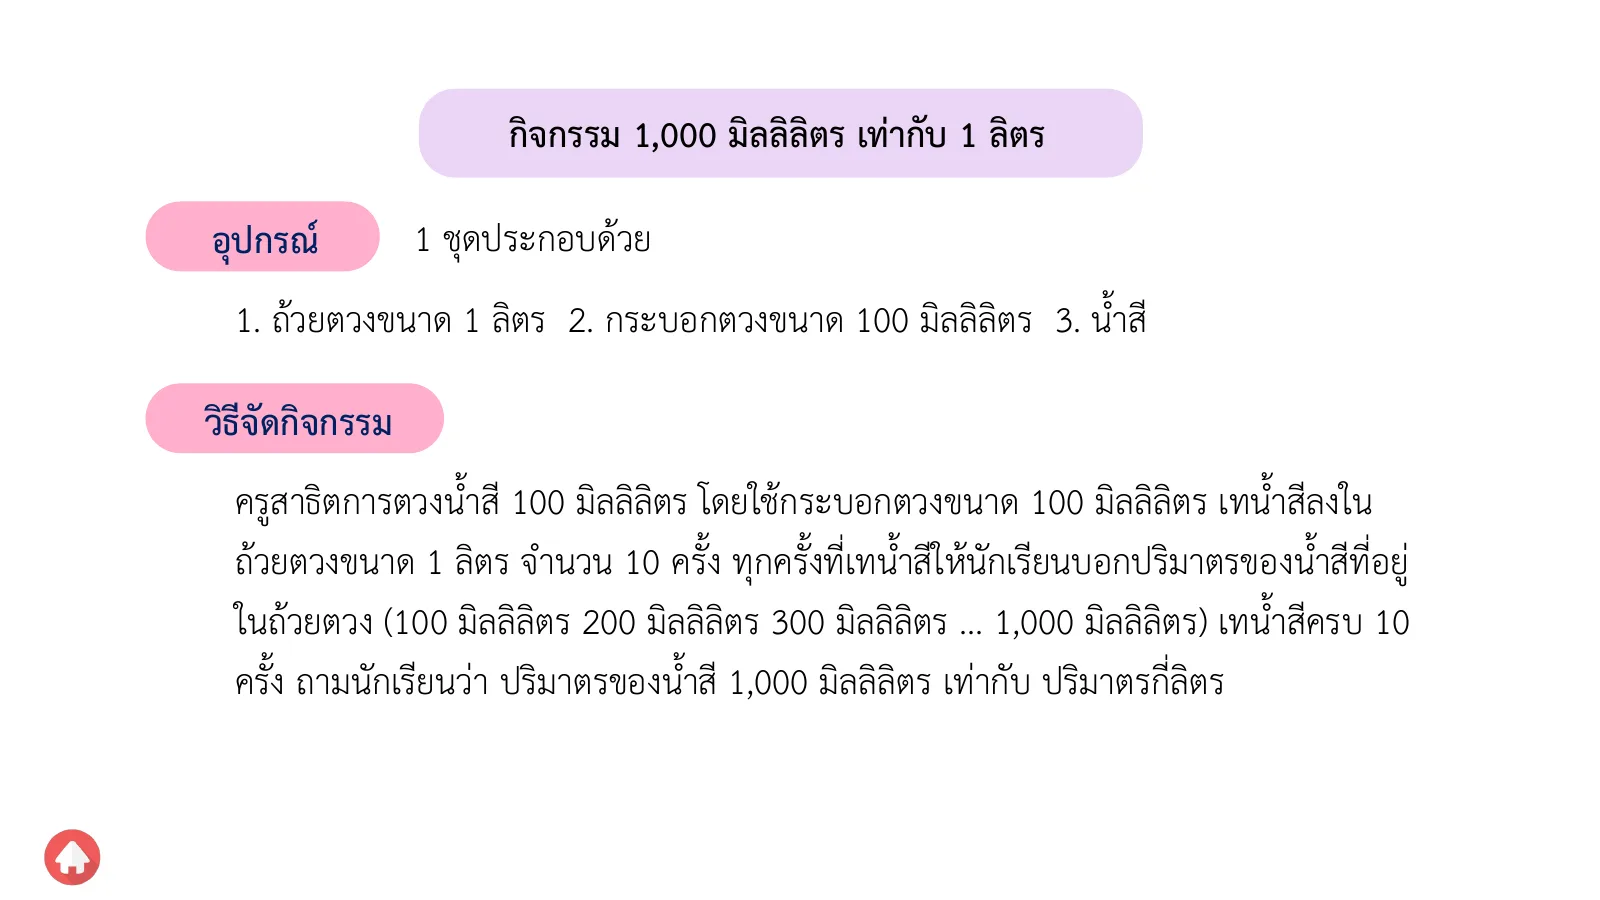 กิจกรรม 1,000 มิลลิลิตร เท่ากับ 1 ลิตร
อุปกรณ์ 1 ชุดประกอบด้วย
1. ถ้วยตวงขนาด 1 ลิตร 2. กระบอกตวงขนาด 100 มิลลิลิตร 3. น้ำสี
วิธีจัดกิจกรรม
ครูสาธิตการตวงน้ำสี 100 มิลลิลิตร โดยใช้กระบอกตวงขนาด 100 มิลลิลิตร เทน้ำสีลงใน
ถ้วยตวงขนาด 1 ลิตร จำนวน 10 ครั้ง ทุกครั้งที่เทน้ำสีให้นักเรียนบอกปริมาตรของน้ำสีที่อยู่
ในถ้วยตวง (100 มิลลิลิตร 200 มิลลิลิตร 300 มิลลิลิตร ... 1,000 มิลลิลิตร) เทน้ำสีครบ 10
ครั้ง ถามนักเรียนว่า ปริมาตรของน้ำสี 1,000 มิลลิลิตร เท่ากับ ปริมาตรกี่ลิตร